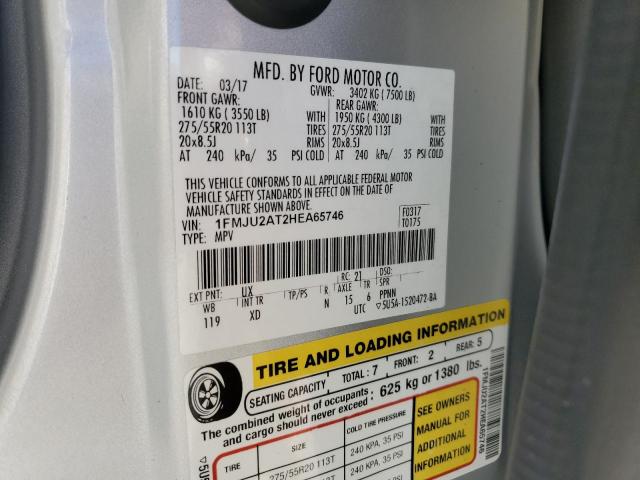 MFD. BY FORD MOTOR CO.
DATE: 03/17 GVWR: 3402 KG ( 7500 LB)
FRONT GAWR: REAR GAWR:
1610 KG ( 3550 LB) WITH 1950 KG ( 4300 LB) WITH
275/55R20 113T TIRES 275/55R20 113T TIRES
20x8.5J RIMS 20x8.5J RIMS
AT 240 kPa/ 35 PSI COLD AT 240 kPa/ 35 PSI COLD
THIS VEHICLE CONFORMS TO ALL APPLICABLE FEDERAL MOTOR
VEHICLE SAFETY STANDARDS IN EFFECT ON THE DATE OF
MANUFACTURE SHOWN ABOVE.
VIN: 1FMJU2AT2HEA65746 F0317
TYPE: MPV T0175
EXT PNT: UX RC: 21 DSO:
WB INT TR TP/PS R AXLE TR SPR
119 XD N 15 6 PPNN
UTC ▽5U5A-1520472-BA
TIRE AND LOADING INFORMATION
SEATING CAPACITY TOTAL: 7 FRONT: 2 REAR: 5
The combined weight of occupants
and cargo should never exceed: 625 kg or 1380 lbs.
TIRE SIZE COLD TIRE PRESSURE
275/55R20 113T 240 KPA, 35 PSI
240 KPA, 35 PSI
SEE OWNERS
MANUAL FOR
ADDITIONAL
INFORMATION
1FMJU2AT2HEA65746